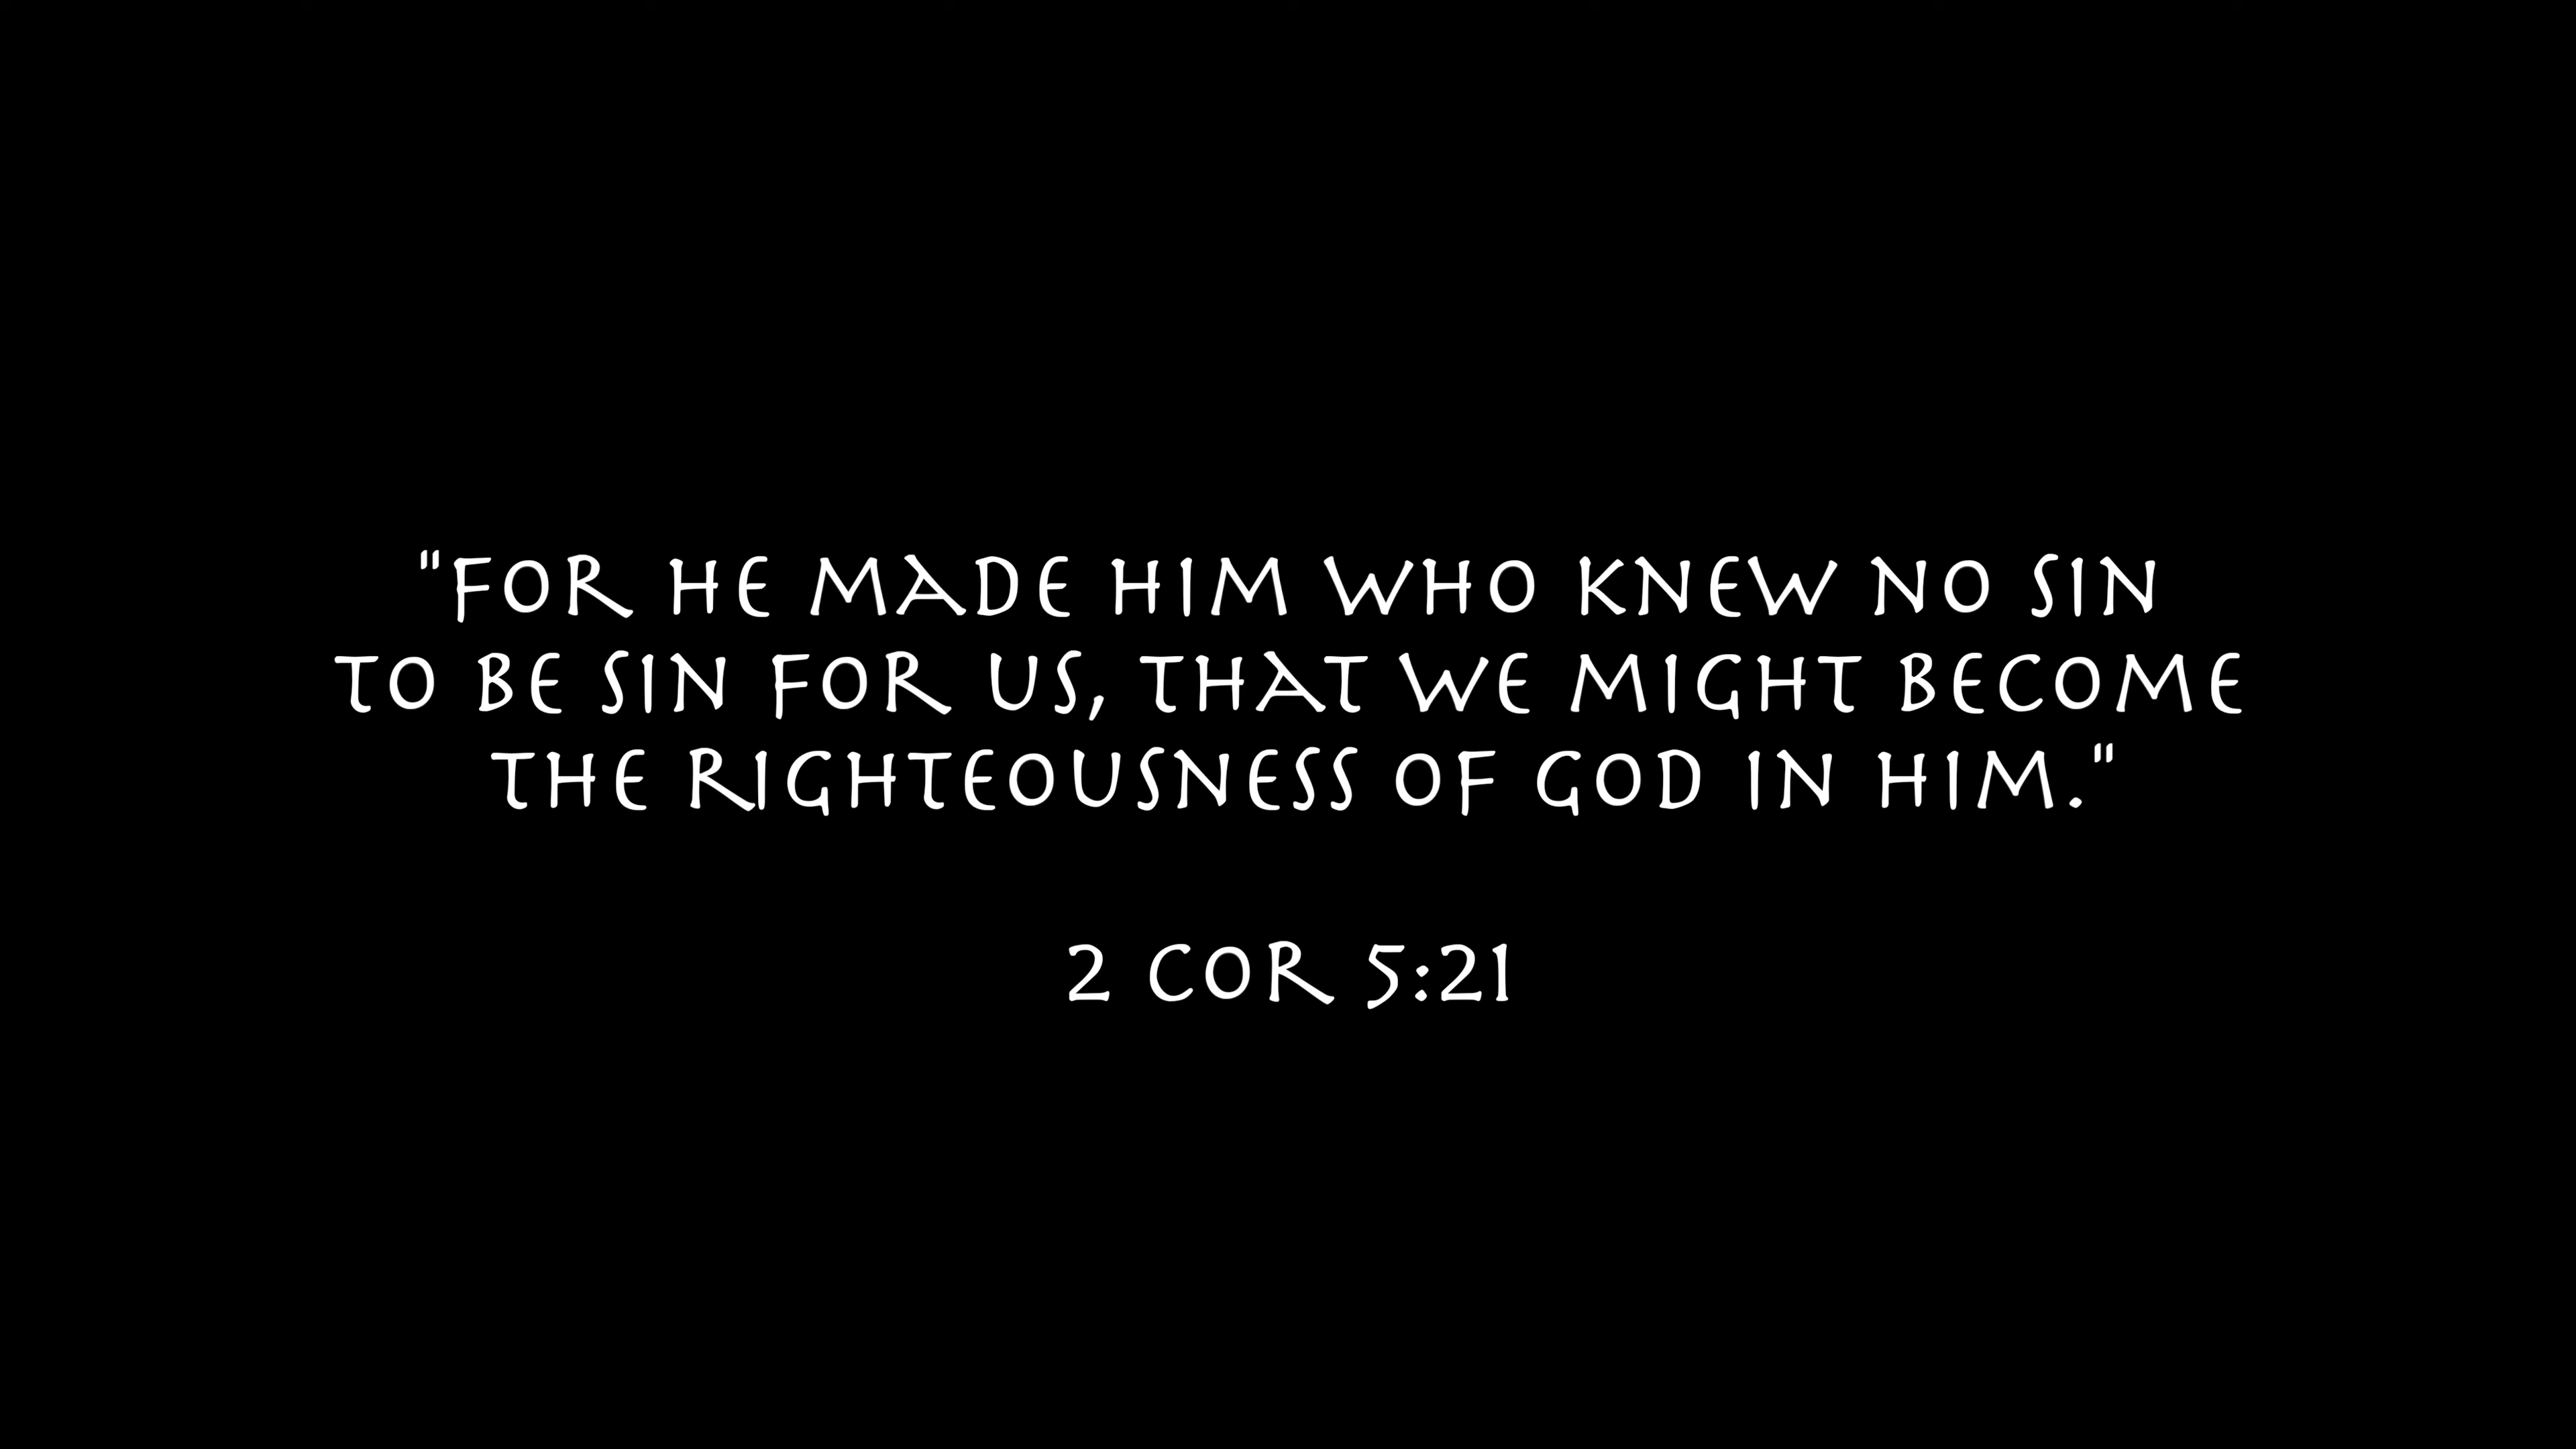 "FOR HE MADE HIM WHO KNEW NO SIN
TO BE SIN FOR US, THAT WE MIGHT BECOME
THE RIGHTEOUSNESS OF GOD IN HIM."
2 COR 5:21